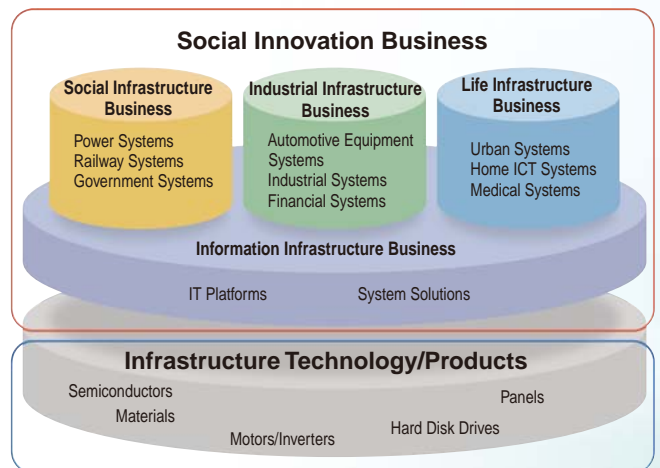 Social Innovation Business
Social Infrastructure
Business
Power Systems
Railway Systems
Government Systems
Industrial Infrastructure
Business
Automotive Equipment
Systems
Industrial Systems
Financial Systems
Life Infrastructure
Business
Urban Systems
Home ICT Systems
Medical Systems
Information Infrastructure Business
IT Platforms
System Solutions
Infrastructure Technology/Products
Semiconductors
Materials
Motors/Inverters
Hard Disk Drives
Panels